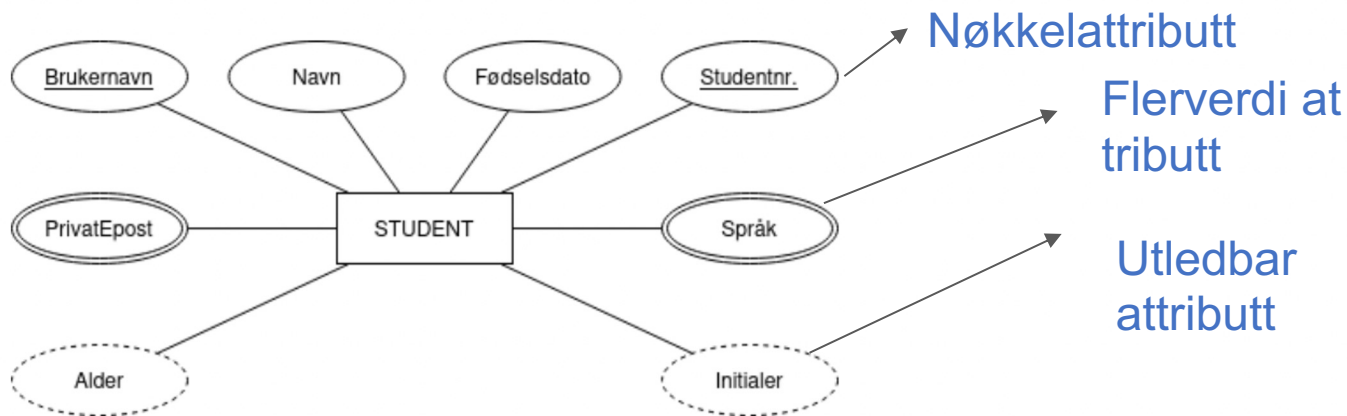 Nøkkelattributt
Brukernavn
Navn
Fødselsdato
Studentnr.
Flerverdi at
tributt
PrivatEpost
STUDENT
Språk
Utledbar
attributt
Alder
Initialer